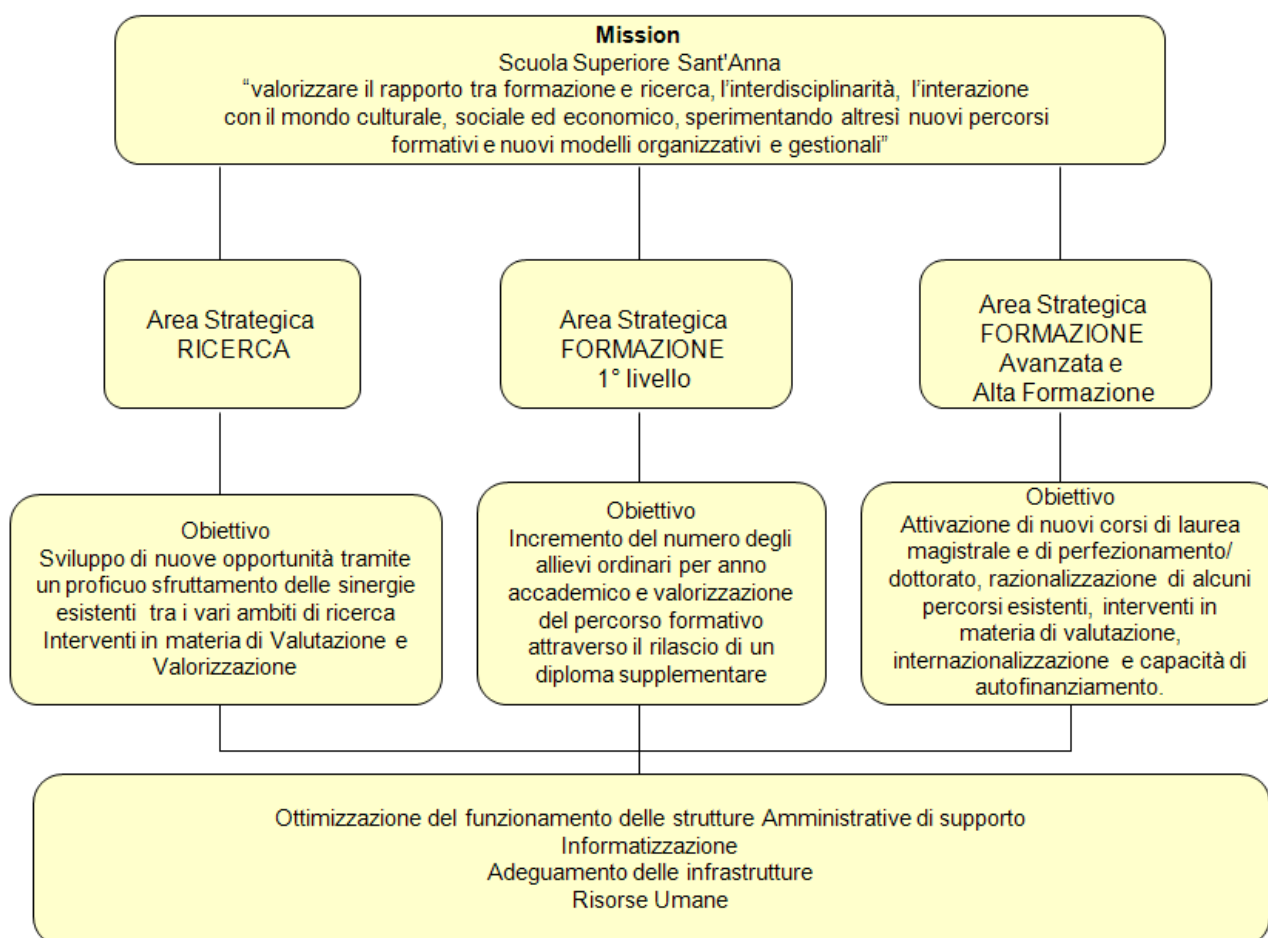 Mission
Scuola Superiore Sant'Anna
“valorizzare il rapporto tra formazione e ricerca, l’interdisciplinarità, l’interazione
con il mondo culturale, sociale ed economico, sperimentando altresì nuovi percorsi
formativi e nuovi modelli organizzativi e gestionali”
Area Strategica
RICERCA
Area Strategica
FORMAZIONE
1° livello
Area Strategica
FORMAZIONE
Avanzata e
Alta Formazione
Obiettivo
Sviluppo di nuove opportunità tramite
un proficuo sfruttamento delle sinergie
esistenti tra i vari ambiti di ricerca
Interventi in materia di Valutazione e
Valorizzazione
Obiettivo
Incremento del numero degli
allievi ordinari per anno
accademico e valorizzazione
del percorso formativo
attraverso il rilascio di un
diploma supplementare
Obiettivo
Attivazione di nuovi corsi di laurea
magistrale e di perfezionamento/
dottorato, razionalizzazione di alcuni
percorsi esistenti, interventi in
materia di valutazione,
internazionalizzazione e capacità di
autofinanziamento.
Ottimizzazione del funzionamento delle strutture Amministrative di supporto
Informatizzazione
Adeguamento delle infrastrutture
Risorse Umane